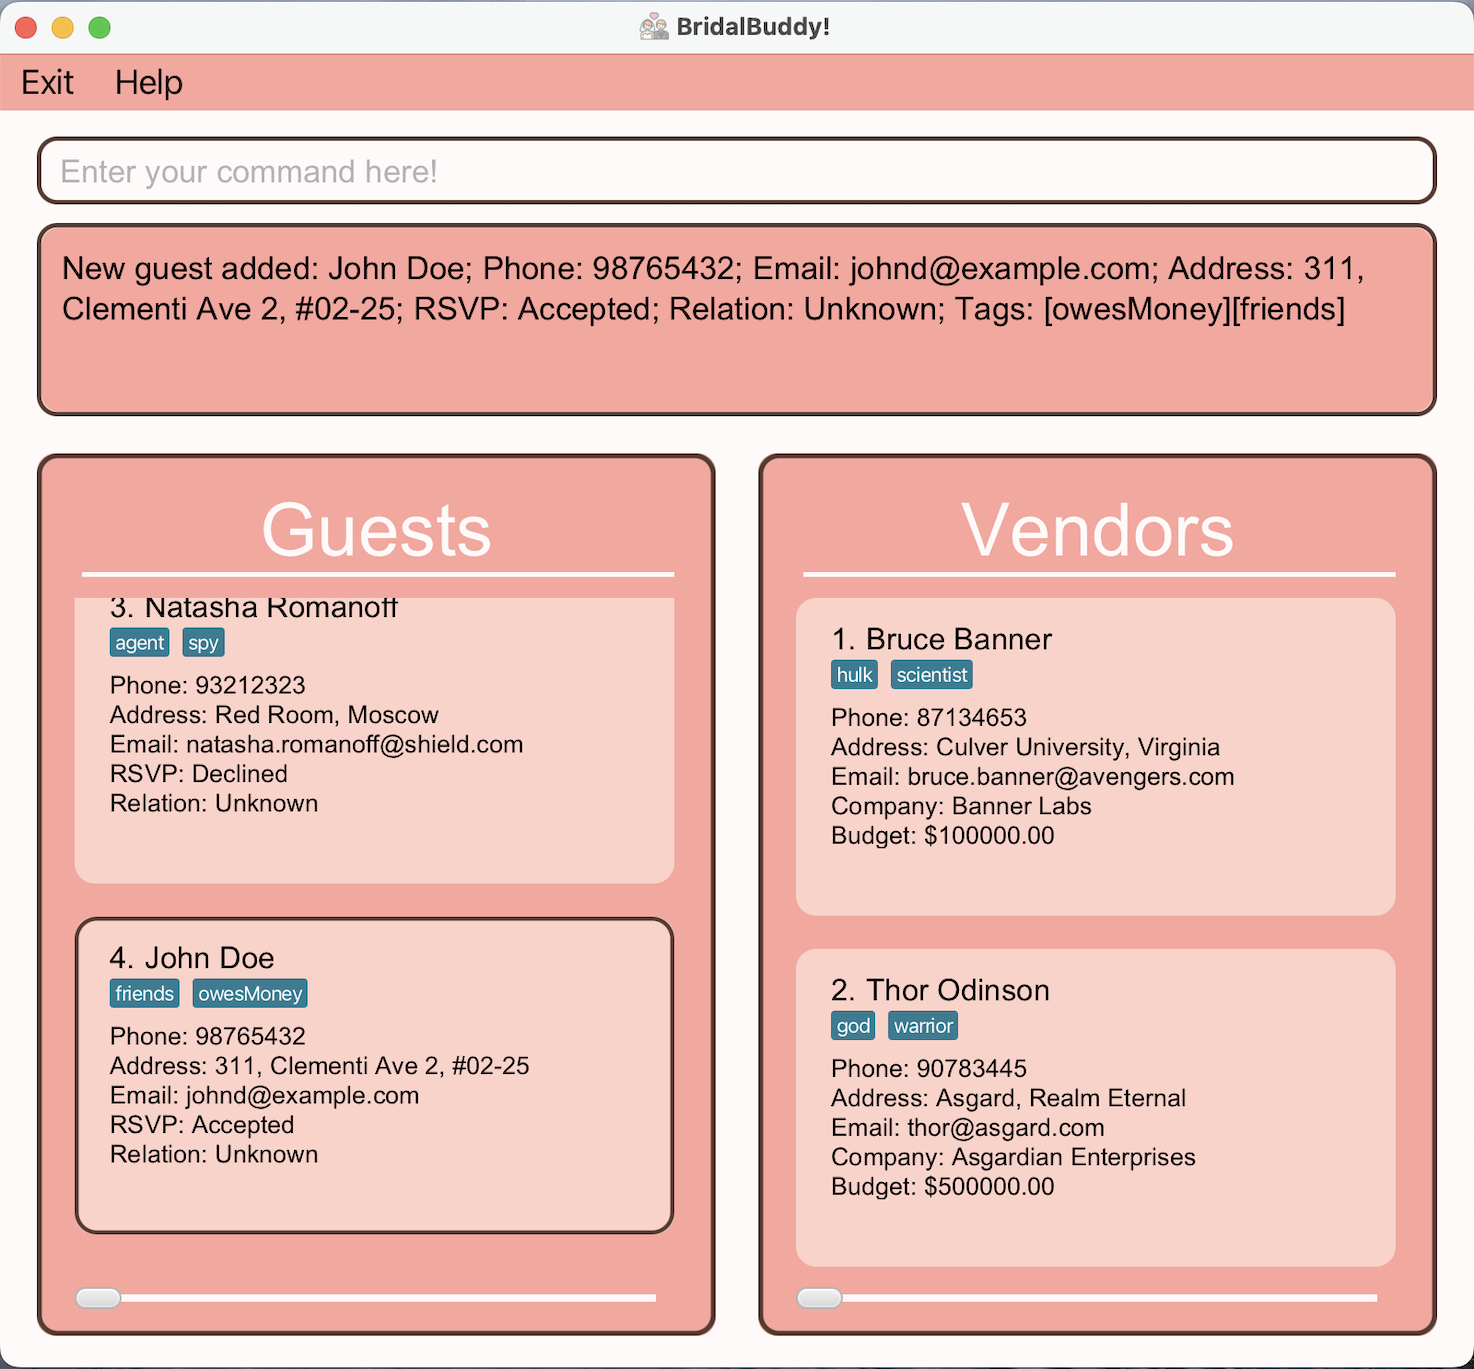 BridalBuddy!
Exit Help
Enter your command here!
New guest added: John Doe; Phone: 98765432; Email: johnd@example.com; Address: 311,
Clementi Ave 2, #02-25; RSVP: Accepted; Relation: Unknown; Tags: [owesMoney][friends]
Guests
3. Natasha Romanoff
agent spy
Phone: 93212323
Address: Red Room, Moscow
Email: natasha.romanoff@shield.com
RSVP: Declined
Relation: Unknown
4. John Doe
friends owesMoney
Phone: 98765432
Address: 311, Clementi Ave 2, #02-25
Email: johnd@example.com
RSVP: Accepted
Relation: Unknown
Vendors
1. Bruce Banner
hulk scientist
Phone: 87134653
Address: Culver University, Virginia
Email: bruce.banner@avengers.com
Company: Banner Labs
Budget: $100000.00
2. Thor Odinson
god warrior
Phone: 90783445
Address: Asgard, Realm Eternal
Email: thor@asgard.com
Company: Asgardian Enterprises
Budget: $500000.00